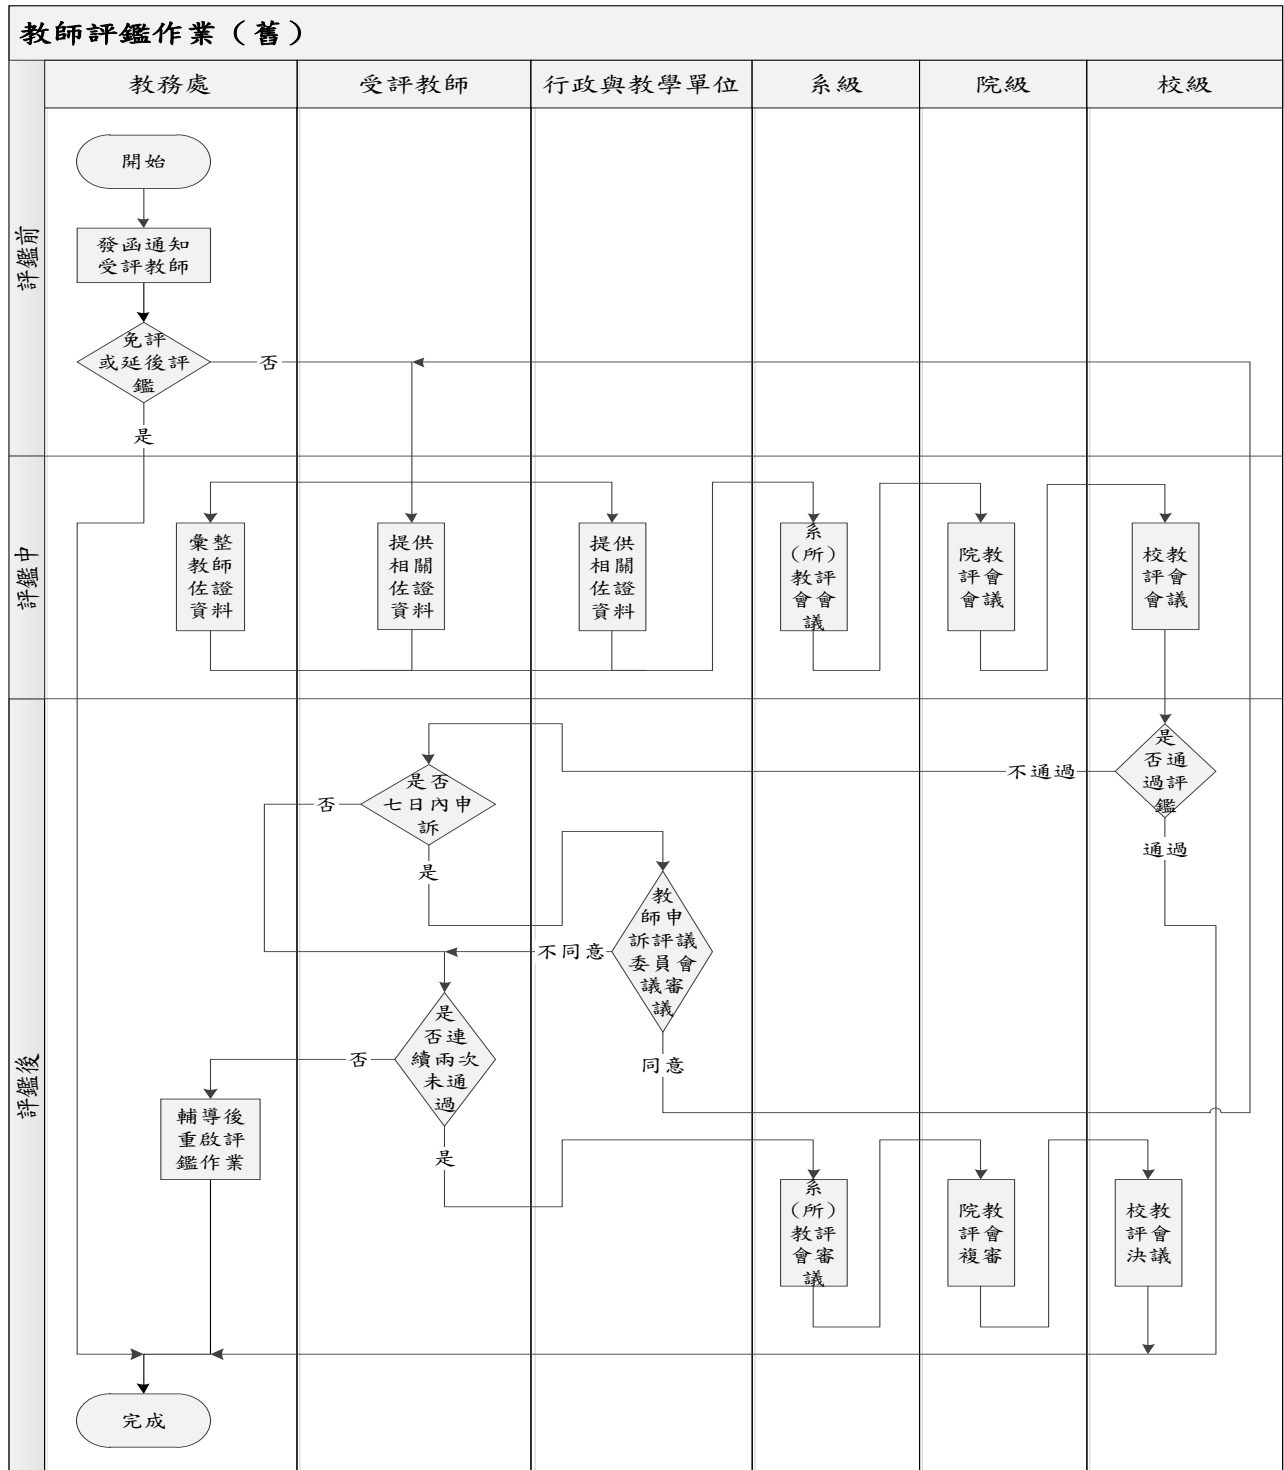 教師評鑑作業（舊）
教務處
受評教師
行政與教學單位
系級
院級
校級
評鑑前
開始
發函通知
受評教師
免評
或延後評
鑑
否
是
評鑑中
彙整
教師
佐證
資料
提供
相關
佐證
資料
提供
相關
佐證
資料
系
（所）
教評
會會
議
院教
評會
會議
校教
評會
會議
評鑑後
是
否通
過評
鑑
不通過
通過
是否
七日內申
訴
否
是
教
師申
訴評議
委員會
議審
議
不同意
同意
是
否連
續兩次
未通
過
否
是
輔導後
重啟評
鑑作業
系
（所）
教評
會審
議
院教
評會
複審
校教
評會
決議
完成